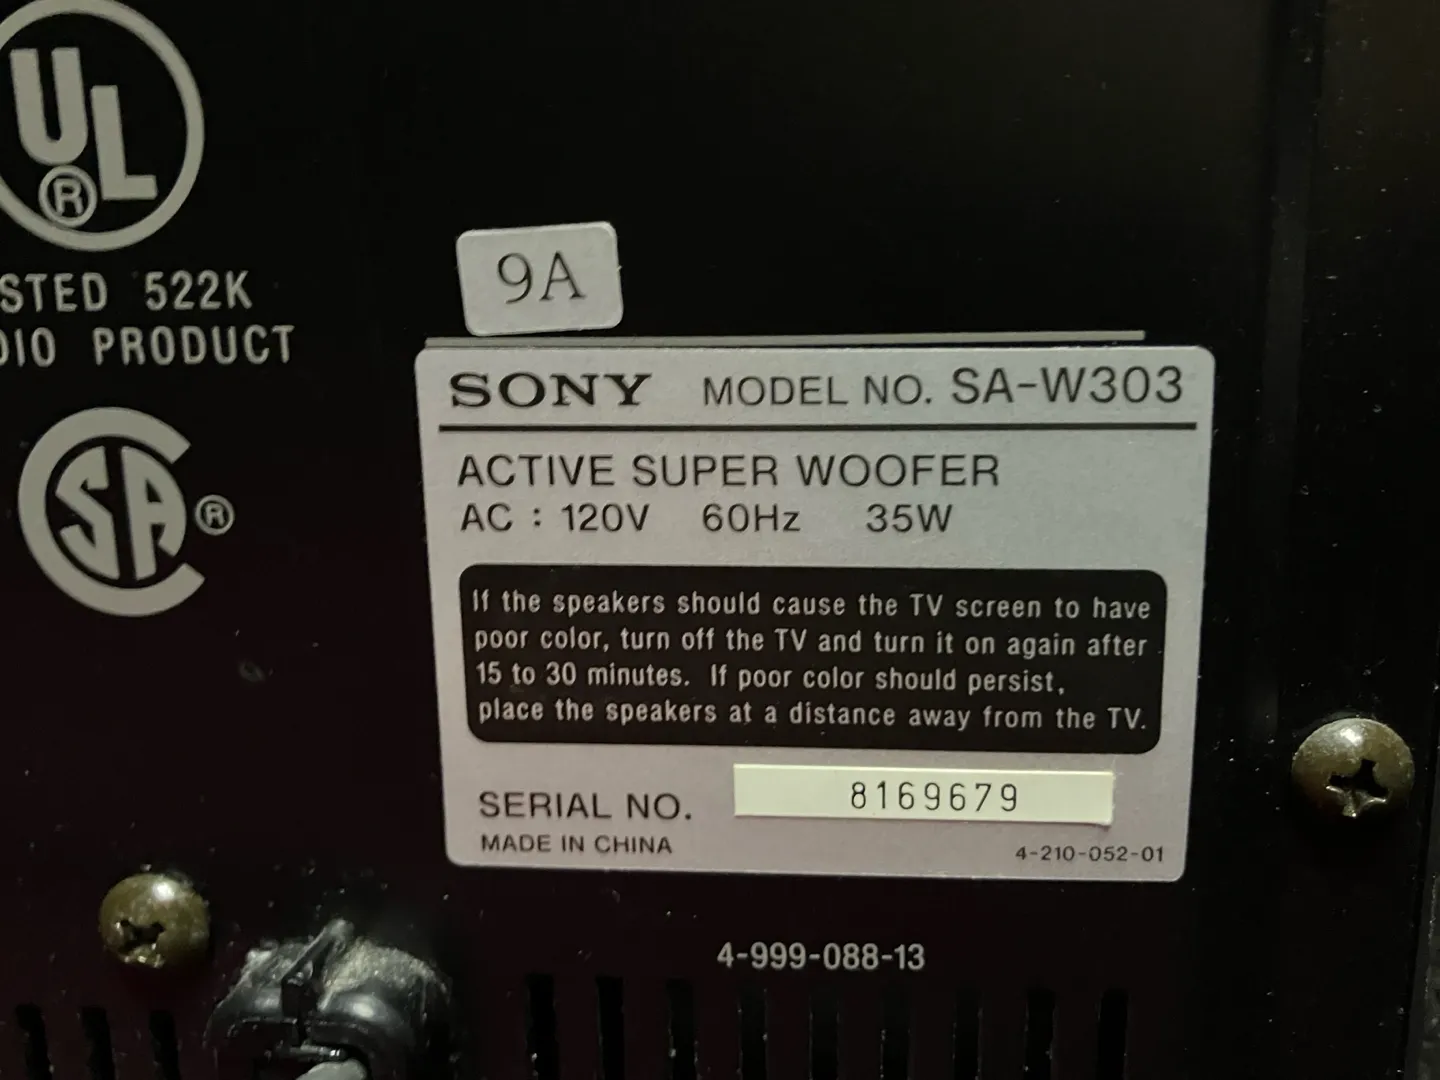 UL
®
STED 522K
DIO PRODUCT
9A
SONY MODEL NO. SA-W303
ACTIVE SUPER WOOFER
AC : 120V 60Hz 35W
SA ®
If the speakers should cause the TV screen to have
poor color, turn off the TV and turn it on again after
15 to 30 minutes. If poor color should persist,
place the speakers at a distance away from the TV.
SERIAL NO. 8169679
MADE IN CHINA 4-210-052-01
4-999-088-13